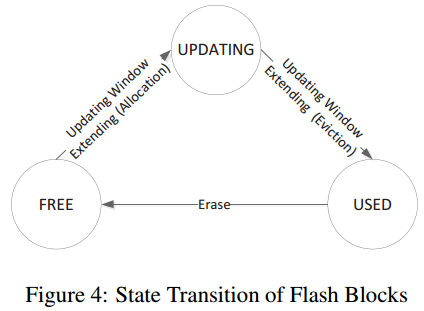 UPDATING
Updating Window
Extending (Allocation)
Updating Window
Extending (Eviction)
FREE
Erase
USED
Figure 4: State Transition of Flash Blocks